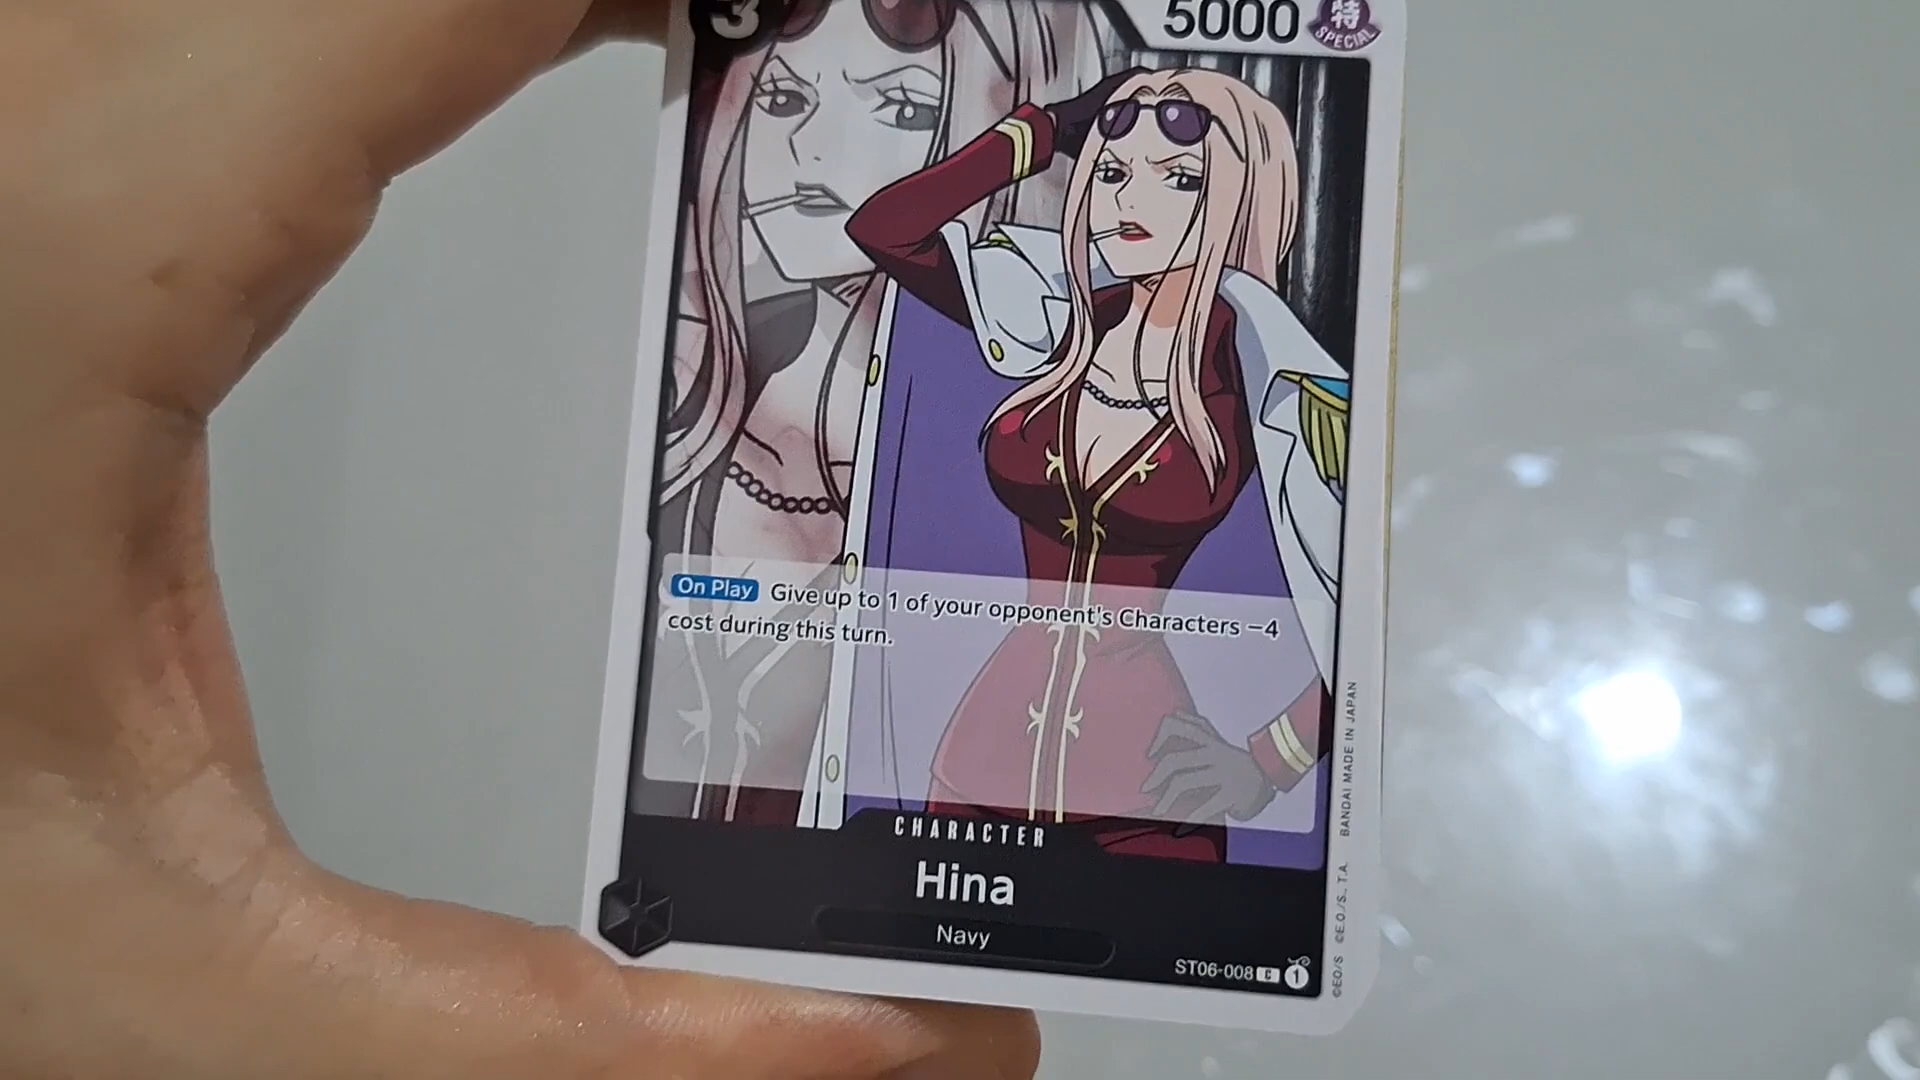 3
5000
特
SPECIAL
On Play Give up to 1 of your opponent's Characters −4
cost during this turn.
CHARACTER
Hina
Navy
ST06-008 C 1
©E.O/S ©E.O./S., T.A. BANDAI MADE IN JAPAN